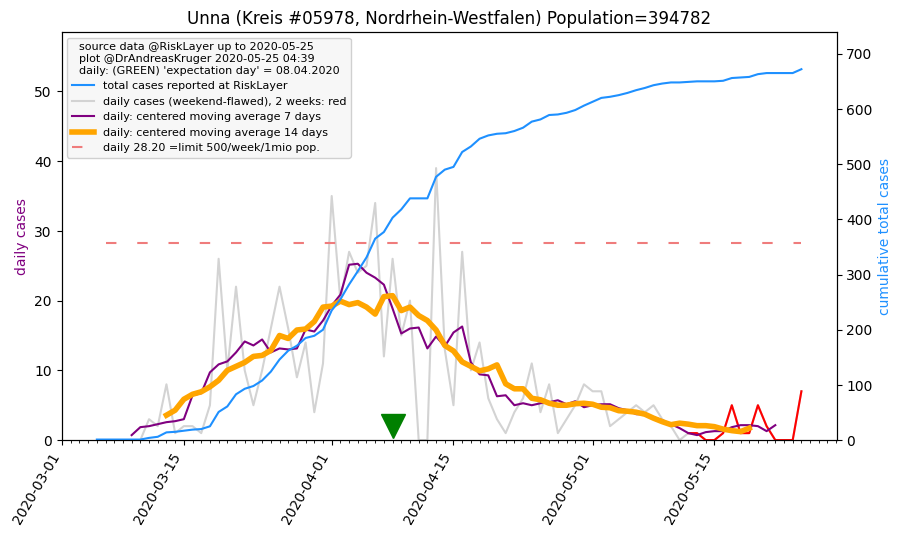 Unna (Kreis #05978, Nordrhein-Westfalen) Population=394782
source data @RiskLayer up to 2020-05-25
plot @DrAndreasKruger 2020-05-25 04:39
daily: (GREEN) 'expectation day' = 08.04.2020
total cases reported at RiskLayer
daily cases (weekend-flawed), 2 weeks: red
daily: centered moving average 7 days
daily: centered moving average 14 days
daily 28.20 =limit 500/week/1mio pop.
daily cases
50
40
30
20
10
0
cumulative total cases
700
600
500
400
300
200
100
0
2020-03-01
2020-03-15
2020-04-01
2020-04-15
2020-05-01
2020-05-15